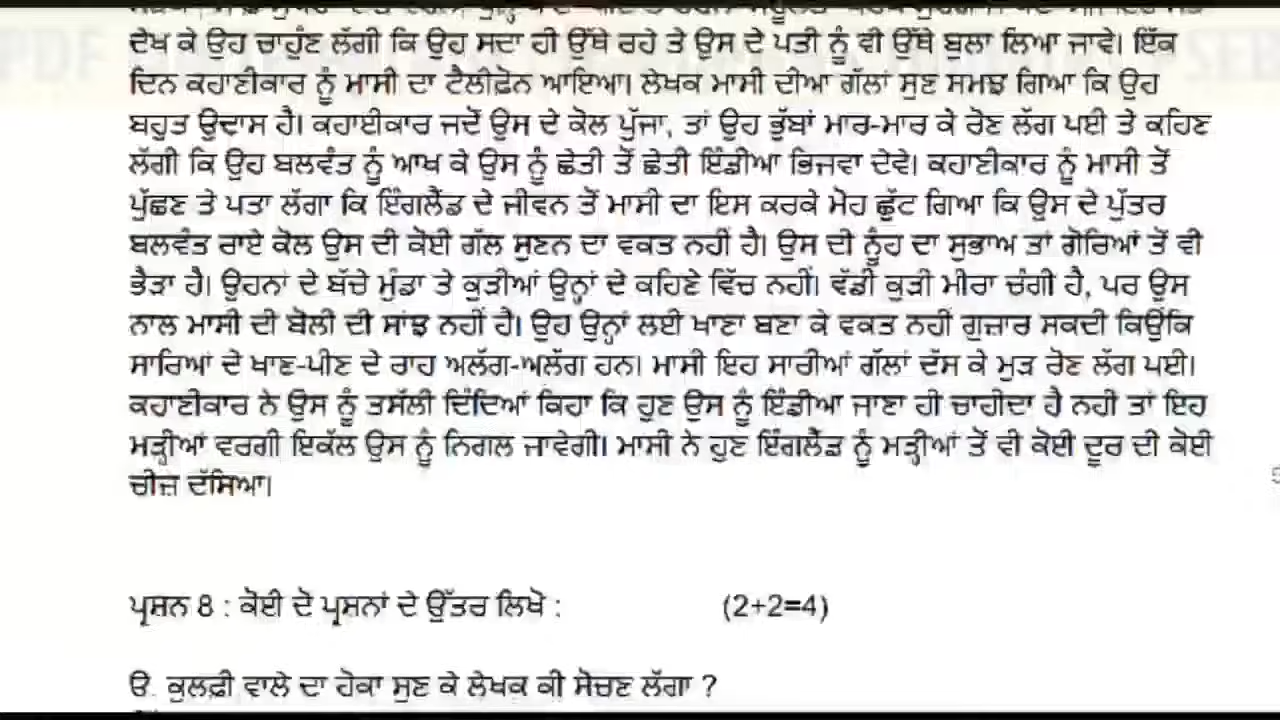 ਦੇਖ ਕੇ ਉਹ ਚਾਹੁੰਣ ਲੱਗੀ ਕਿ ਉਹ ਸਦਾ ਹੀ ਉੱਥੇ ਰਹੇ ਤੇ ਉਸ ਦੇ ਪਤੀ ਨੂੰ ਵੀ ਉੱਥੇ ਬੁਲਾ ਲਿਆ ਜਾਵੇ। ਇੱਕ
ਦਿਨ ਕਹਾਣੀਕਾਰ ਨੂੰ ਮਾਸੀ ਦਾ ਟੈਲੀਫ਼ੋਨ ਆਇਆ। ਲੇਖਕ ਮਾਸੀ ਦੀਆ ਗੱਲਾਂ ਸੁਣ ਸਮਝ ਗਿਆ ਕਿ ਉਹ
ਬਹੁਤ ਉਦਾਸ ਹੈ। ਕਹਾਈਕਾਰ ਜਦੋਂ ਉਸ ਦੇ ਕੋਲ ਪੁੱਜਾ, ਤਾਂ ਉਹ ਭੁੱਬਾਂ ਮਾਰ-ਮਾਰ ਕੇ ਰੋਣ ਲੱਗ ਪਈ ਤੇ ਕਹਿਣ
ਲੱਗੀ ਕਿ ਉਹ ਬਲਵੰਤ ਨੂੰ ਆਖ ਕੇ ਉਸ ਨੂੰ ਛੇਤੀ ਤੋਂ ਛੇਤੀ ਇੰਡੀਆ ਭਿਜਵਾ ਦੇਵੇ। ਕਹਾਣੀਕਾਰ ਨੂੰ ਮਾਸੀ ਤੋਂ
ਪੁੱਛਣ ਤੇ ਪਤਾ ਲੱਗਾ ਕਿ ਇੰਗਲੈਂਡ ਦੇ ਜੀਵਨ ਤੋਂ ਮਾਸੀ ਦਾ ਇਸ ਕਰਕੇ ਮੋਹ ਛੁੱਟ ਗਿਆ ਕਿ ਉਸ ਦੇ ਪੁੱਤਰ
ਬਲਵੰਤ ਰਾਏ ਕੋਲ ਉਸ ਦੀ ਕੋਈ ਗੱਲ ਸੁਣਨ ਦਾ ਵਕਤ ਨਹੀਂ ਹੈ। ਉਸ ਦੀ ਨੂੰਹ ਦਾ ਸੁਭਾਅ ਤਾਂ ਗੋਰਿਆਂ ਤੋਂ ਵੀ
ਭੈੜਾ ਹੈ। ਉਹਨਾਂ ਦੇ ਬੱਚੇ ਮੁੰਡਾ ਤੇ ਕੁੜੀਆਂ ਉਨ੍ਹਾਂ ਦੇ ਕਹਿਣੇ ਵਿੱਚ ਨਹੀਂ। ਵੱਡੀ ਕੁੜੀ ਮੀਰਾ ਚੰਗੀ ਹੈ, ਪਰ ਉਸ
ਨਾਲ ਮਾਸੀ ਦੀ ਬੋਲੀ ਦੀ ਸਾਂਝ ਨਹੀਂ ਹੈ। ਉਹ ਉਨ੍ਹਾਂ ਲਈ ਖਾਣਾ ਬਣਾ ਕੇ ਵਕਤ ਨਹੀਂ ਗੁਜ਼ਾਰ ਸਕਦੀ ਕਿਉਂਕਿ
ਸਾਰਿਆਂ ਦੇ ਖਾਣ-ਪੀਣ ਦੇ ਰਾਹ ਅਲੱਗ-ਅਲੱਗ ਹਨ। ਮਾਸੀ ਇਹ ਸਾਰੀਆਂ ਗੱਲਾਂ ਦੱਸ ਕੇ ਮੁੜ ਰੋਣ ਲੱਗ ਪਈ।
ਕਹਾਣੀਕਾਰ ਨੇ ਉਸ ਨੂੰ ਤਸੱਲੀ ਦਿੰਦਿਆਂ ਕਿਹਾ ਕਿ ਹੁਣ ਉਸ ਨੂੰ ਇੰਡੀਆ ਜਾਣਾ ਹੀ ਚਾਹੀਦਾ ਹੈ ਨਹੀ ਤਾਂ ਇਹ
ਮੜ੍ਹੀਆਂ ਵਰਗੀ ਇਕੱਲ ਉਸ ਨੂੰ ਨਿਗਲ ਜਾਵੇਗੀ। ਮਾਸੀ ਨੇ ਹੁਣ ਇੰਗਲੈਂਡ ਨੂੰ ਮੜ੍ਹੀਆਂ ਤੋਂ ਵੀ ਕੋਈ ਦੂਰ ਦੀ ਕੋਈ
ਚੀਜ਼ ਦੱਸਿਆ।
ਪ੍ਰਸ਼ਨ 8 : ਕੋਈ ਦੋ ਪ੍ਰਸ਼ਨਾਂ ਦੇ ਉੱਤਰ ਲਿਖੋ : (2+2=4)
ੳ. ਕੁਲਫ਼ੀ ਵਾਲੇ ਦਾ ਹੋਕਾ ਸੁਣ ਕੇ ਲੇਖਕ ਕੀ ਸੋਚਣ ਲੱਗਾ ?